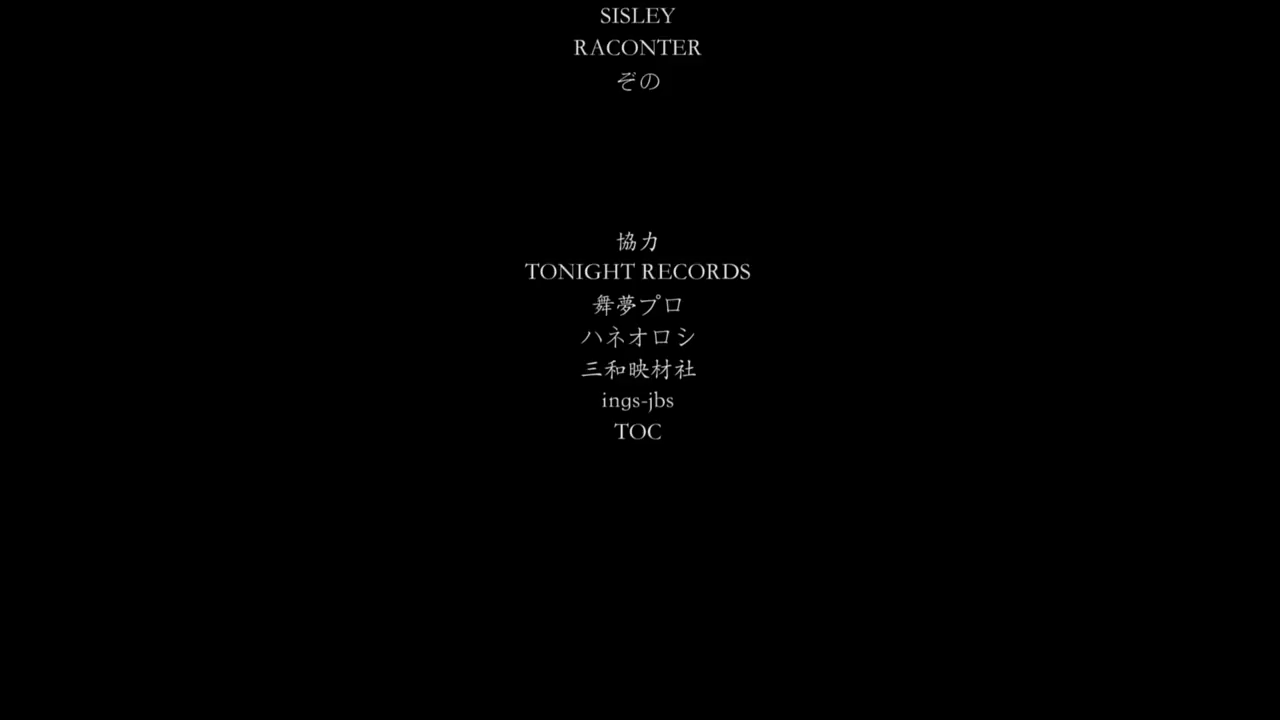 SISLEY
RACONTER
ぞの
協力
TONIGHT RECORDS
舞夢プロ
ハネオロシ
三和映材社
ings-jbs
TOC